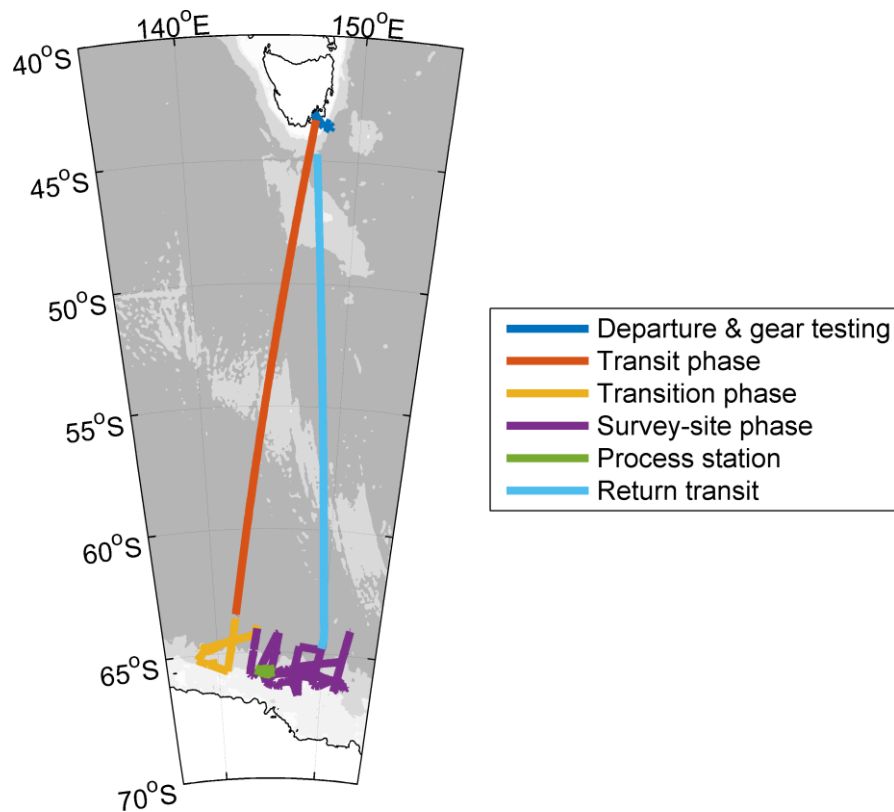 140°E
150°E
40°S
45°S
50°S
55°S
60°S
65°S
70°S
Departure & gear testing
Transit phase
Transition phase
Survey-site phase
Process station
Return transit